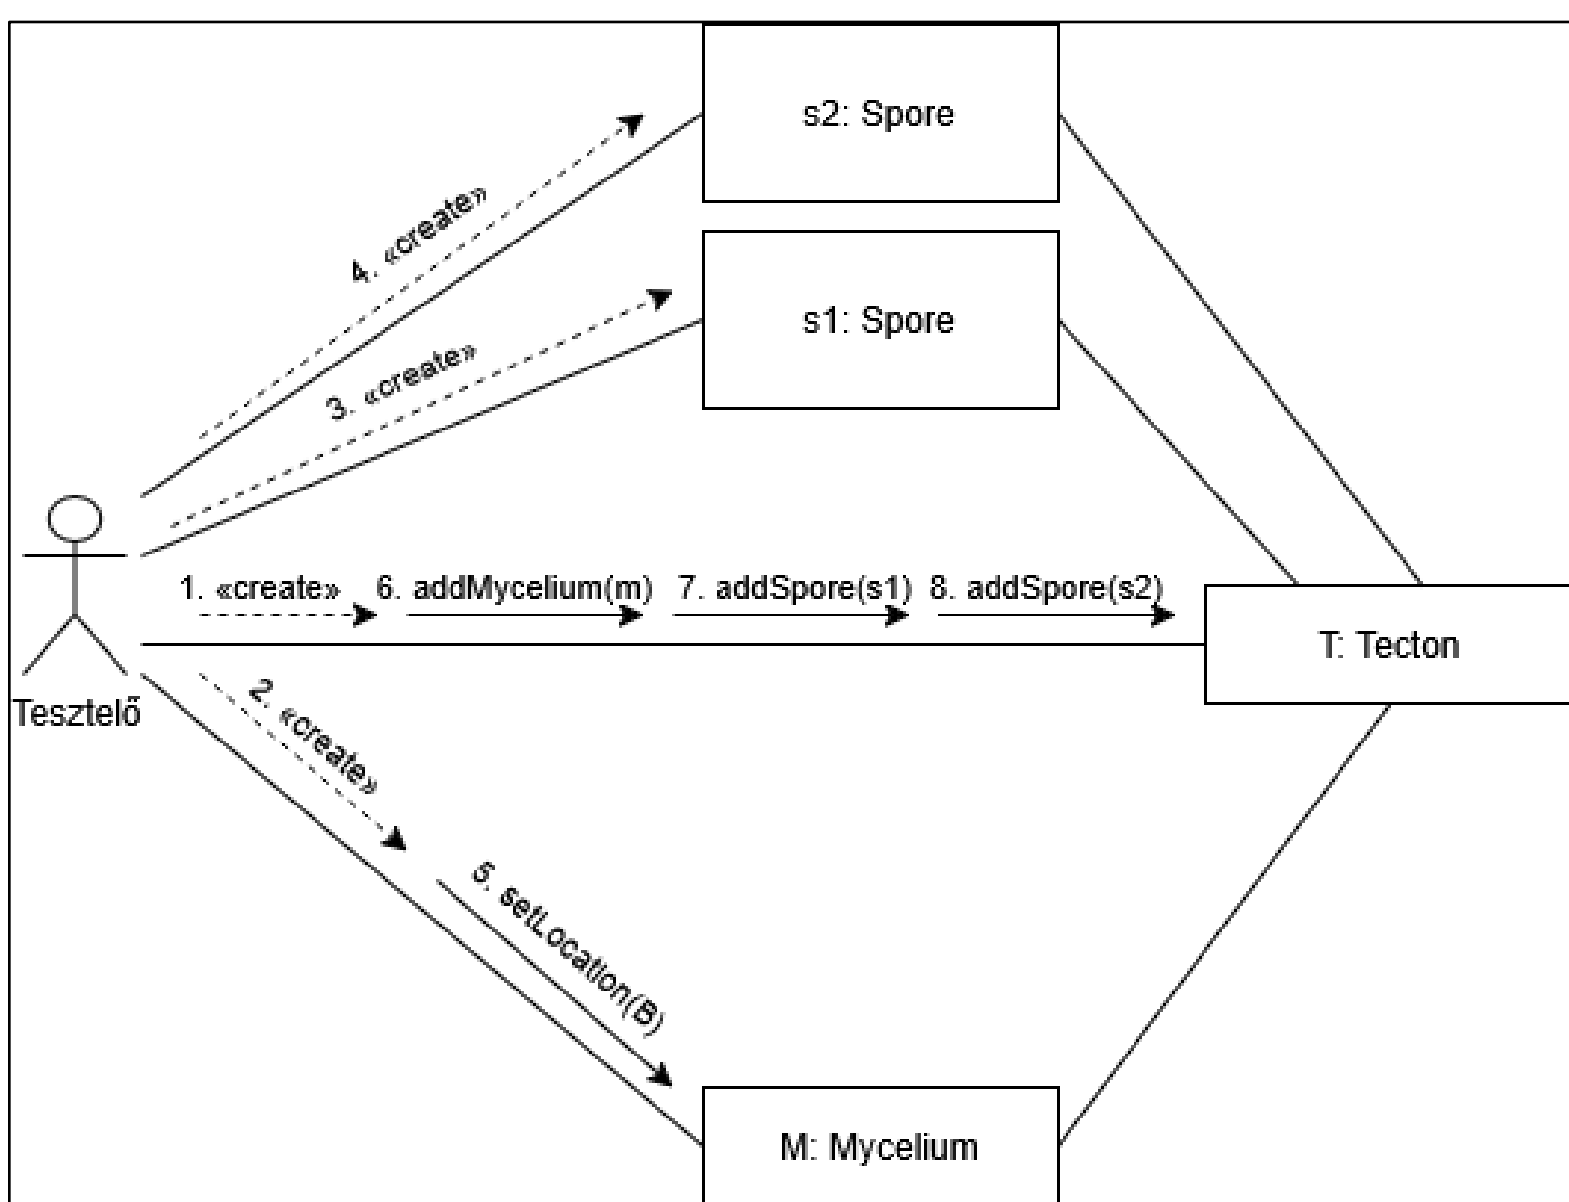 s2: Spore
4. «create»
s1: Spore
3. «create»
1. «create» 6. addMycelium(m) 7. addSpore(s1) 8. addSpore(s2)
T: Tecton
Tesztelő
2. «create»
5. setLocation(B)
M: Mycelium